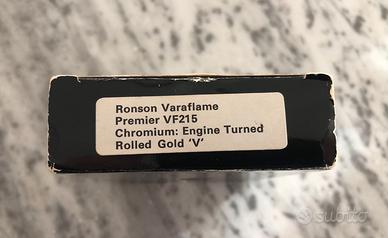 Ronson Varaflame
Premier VF215
Chromium: Engine Turned
Rolled Gold 'V'
subito